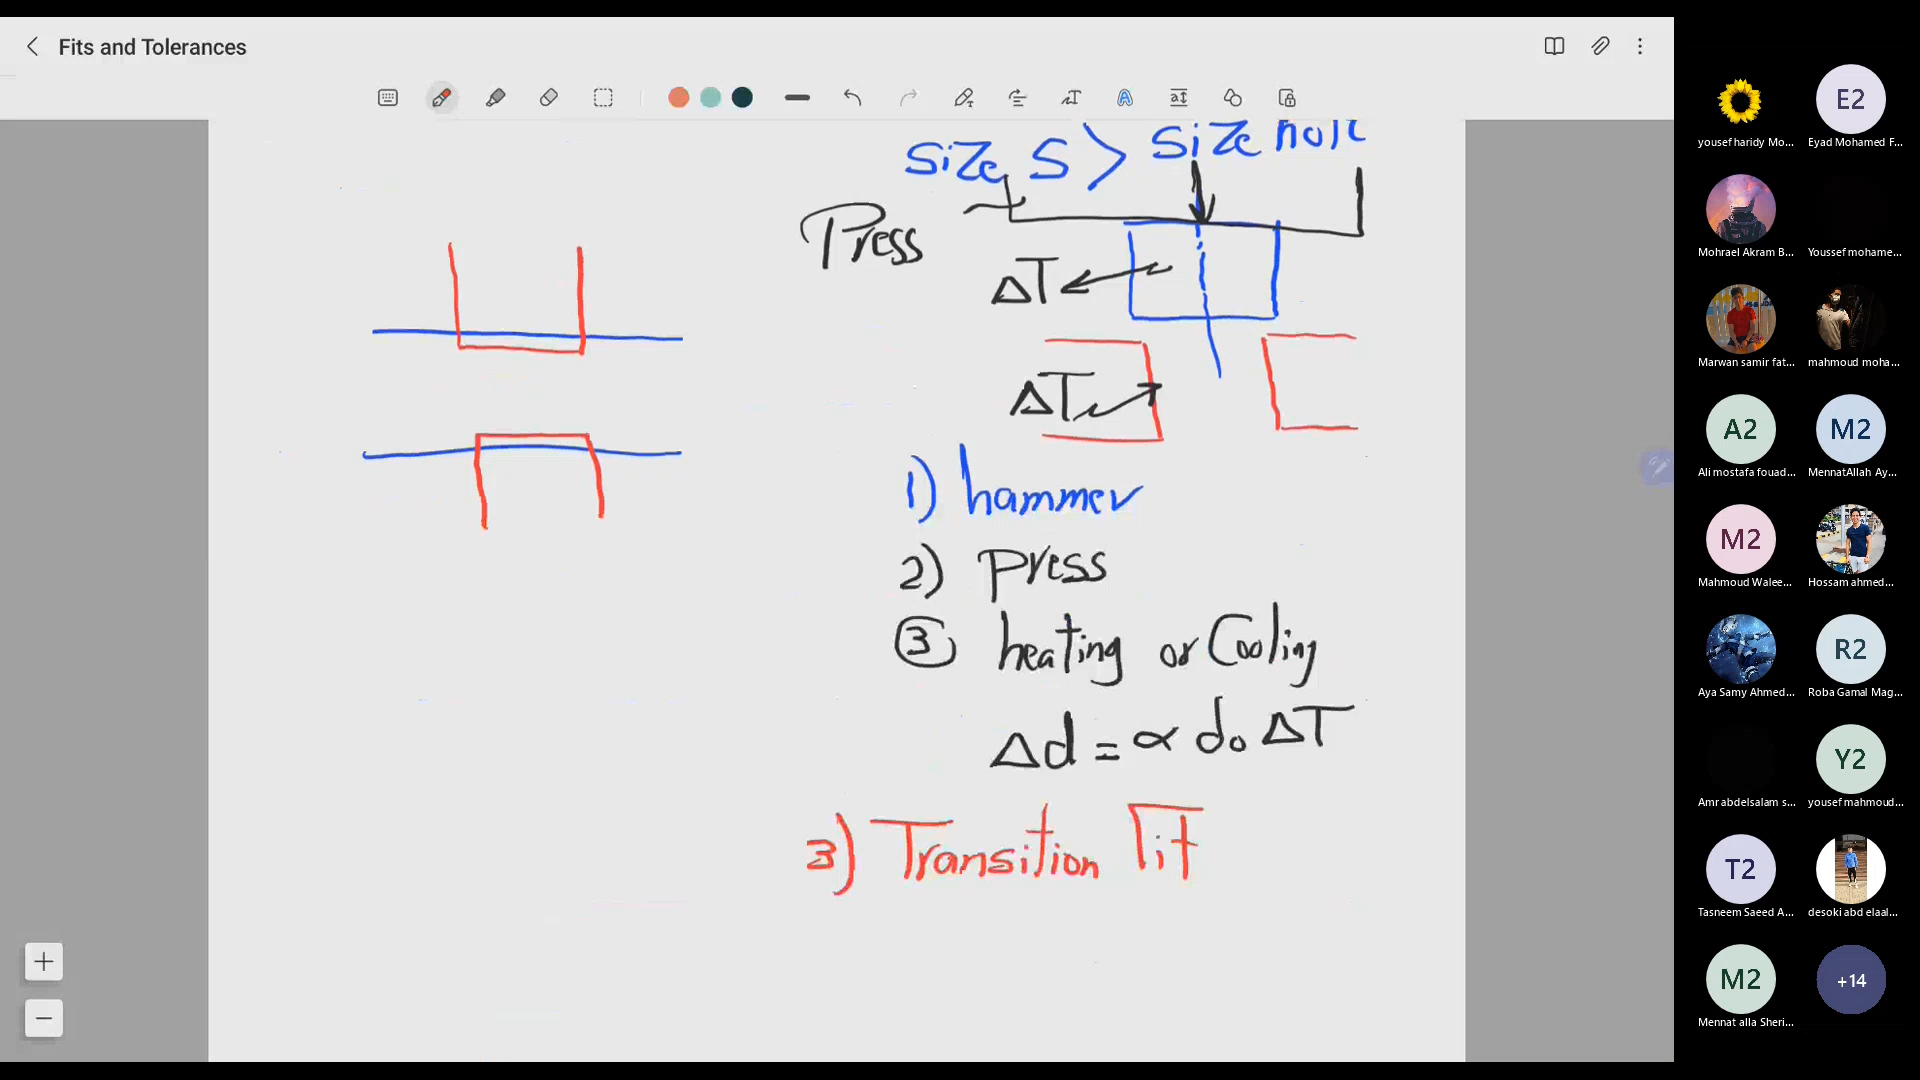 Fits and Tolerances
size S > size hole
Press
ΔT
ΔT
1) hammer
2) press
③ heating or Cooling
Δd = α d₀ ΔT
3) Transition Fit
yousef haridy Mo...
E2
Eyad Mohamed F...
Mohrael Akram B...
Youssef mohame...
Marwan samir fat...
mahmoud moha...
A2
Ali mostafa fouad...
M2
MennatAllah Ay...
M2
Mahmoud Walee...
Hossam ahmed...
Aya Samy Ahmed...
R2
Roba Gamal Mag...
Amr abdelsalam s...
Y2
yousef mahmoud...
T2
Tasneem Saeed A...
desoki abd elaal...
M2
Mennat alla Sheri...
+14